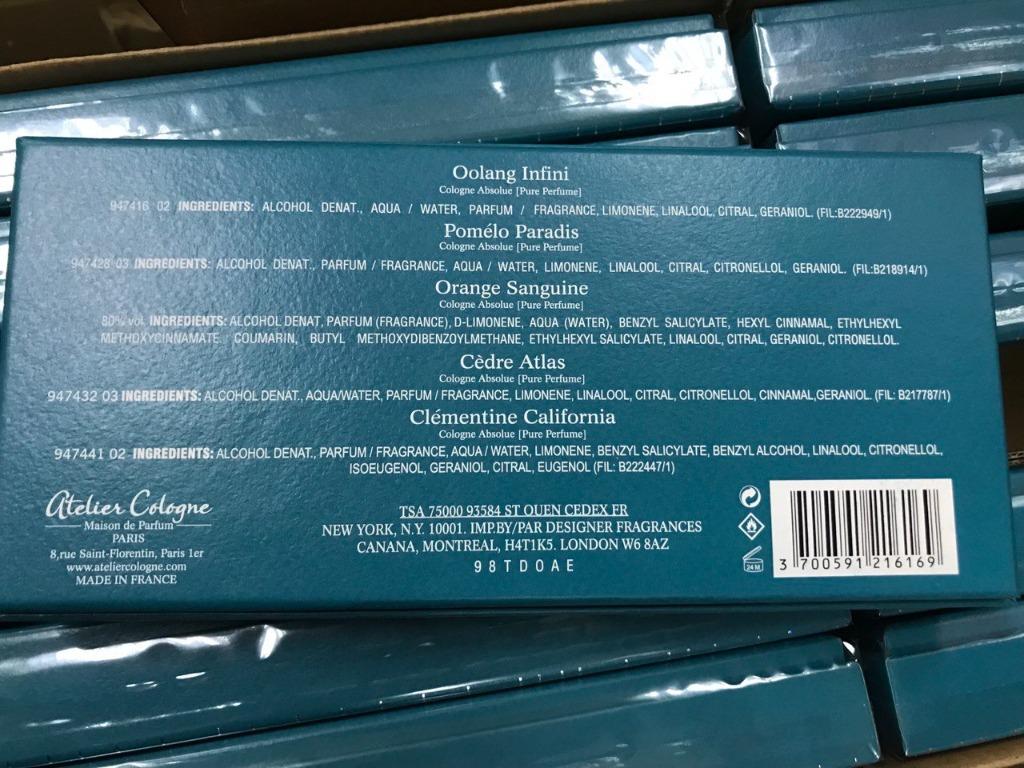 Oolang Infini
Cologne Absolue [Pure Perfume]
947416 02 INGREDIENTS: ALCOHOL DENAT., AQUA / WATER, PARFUM / FRAGRANCE, LIMONENE, LINALOOL, CITRAL, GERANIOL. (FIL:B222949/1)
Pomélo Paradis
Cologne Absolue [Pure Perfume]
947428 03 INGREDIENTS: ALCOHOL DENAT., PARFUM / FRAGRANCE, AQUA / WATER, LIMONENE, LINALOOL, CITRAL, CITRONELLOL, GERANIOL. (FIL:B218914/1)
Orange Sanguine
Cologne Absolue [Pure Perfume]
80% vol. INGREDIENTS: ALCOHOL DENAT, PARFUM (FRAGRANCE), D-LIMONENE, AQUA (WATER), BENZYL SALICYLATE, HEXYL CINNAMAL, ETHYLHEXYL
METHOXYCINNAMATE, COUMARIN, BUTYL METHOXYDIBENZOYLMETHANE, ETHYLHEXYL SALICYLATE, LINALOOL, CITRAL, GERANIOL, CITRONELLOL.
Cèdre Atlas
Cologne Absolue [Pure Perfume]
947432 03 INGREDIENTS: ALCOHOL DENAT., AQUA/WATER, PARFUM / FRAGRANCE, LIMONENE, LINALOOL, CITRAL, CITRONELLOL, CINNAMAL,GERANIOL. (FIL: B217787/1)
Clémentine California
Cologne Absolue [Pure Perfume]
947441 02 INGREDIENTS: ALCOHOL DENAT., PARFUM / FRAGRANCE, AQUA / WATER, LIMONENE, BENZYL SALICYLATE, BENZYL ALCOHOL, LINALOOL, CITRONELLOL,
ISOEUGENOL, GERANIOL, CITRAL, EUGENOL (FIL: B222447/1)
Atelier Cologne
Maison de Parfum
PARIS
8,rue Saint-Florentin, Paris 1er
www.ateliercologne.com
MADE IN FRANCE
TSA 75000 93584 ST OUEN CEDEX FR
NEW YORK, N.Y. 10001. IMP.BY/PAR DESIGNER FRAGRANCES
CANANA, MONTREAL, H4T1K5. LONDON W6 8AZ
98TDOAE
24M
3 700591 216169